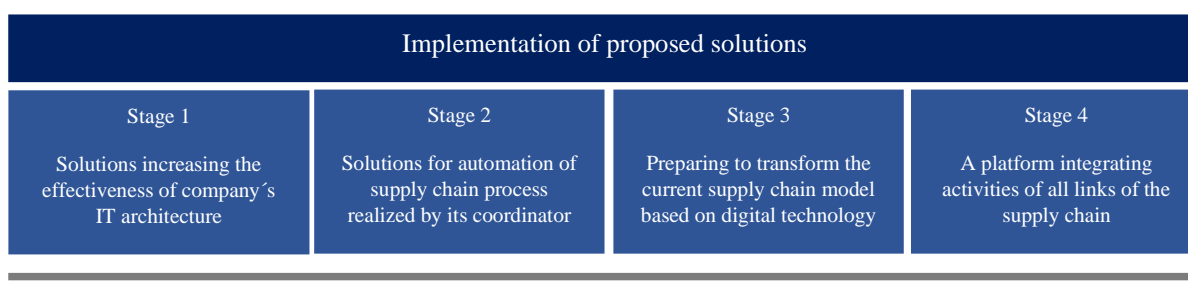 Implementation of proposed solutions
Stage 1
Solutions increasing the
effectiveness of company´s
IT architecture
Stage 2
Solutions for automation of
supply chain process
realized by its coordinator
Stage 3
Preparing to transform the
current supply chain model
based on digital technology
Stage 4
A platform integrating
activities of all links of the
supply chain